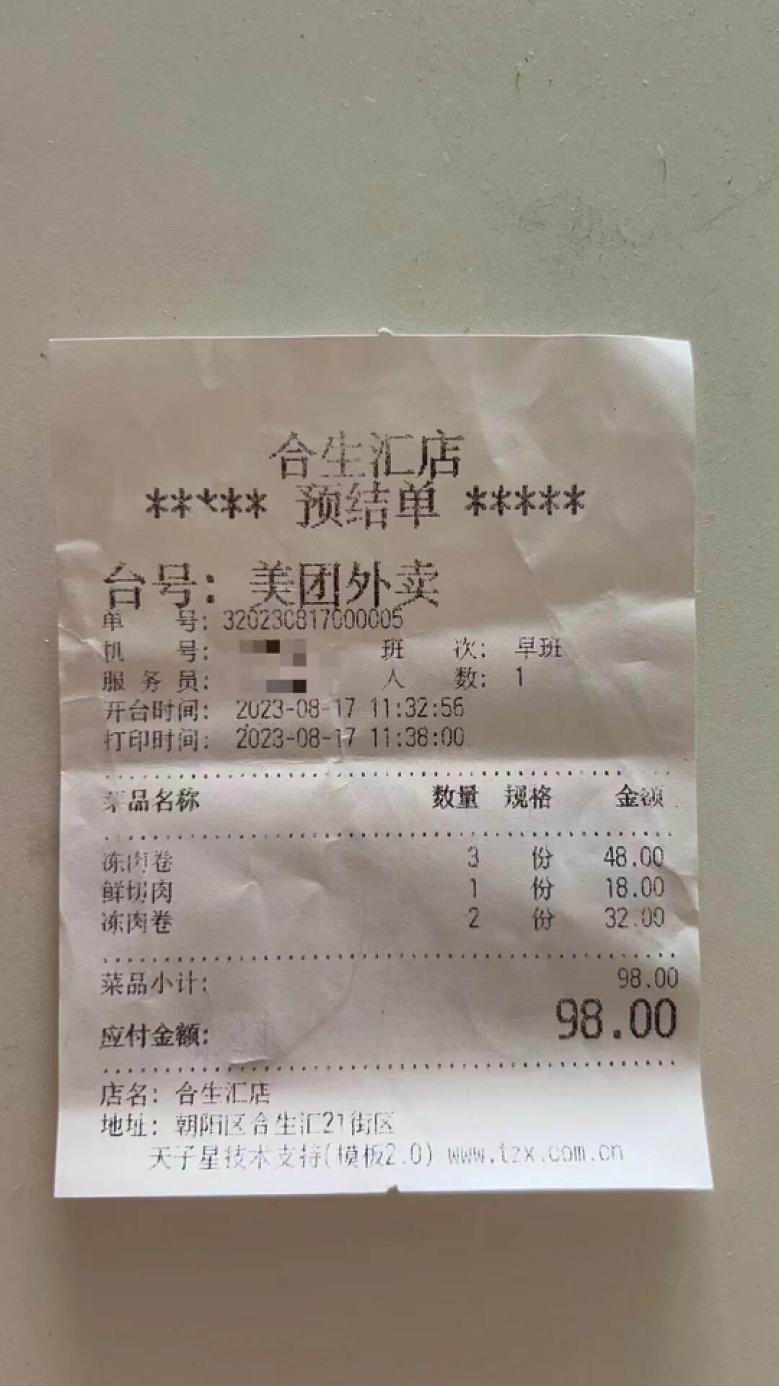 合生汇店
***** 预结单 *****
台号: 美团外卖
单 号: 320230817000005
机 号: 班 次: 早班
服务员: 人 数: 1
开台时间: 2023-08-17 11:32:56
打印时间: 2023-08-17 11:38:00
菜品名称 数量 规格 金额
冻肉卷 3 份 48.00
鲜切肉 1 份 18.00
冻肉卷 2 份 32.00
菜品小计: 98.00
应付金额: 98.00
店名: 合生汇店
地址: 朝阳区合生汇21街区
天子星技术支持(模板2.0) www.tzx.com.cn